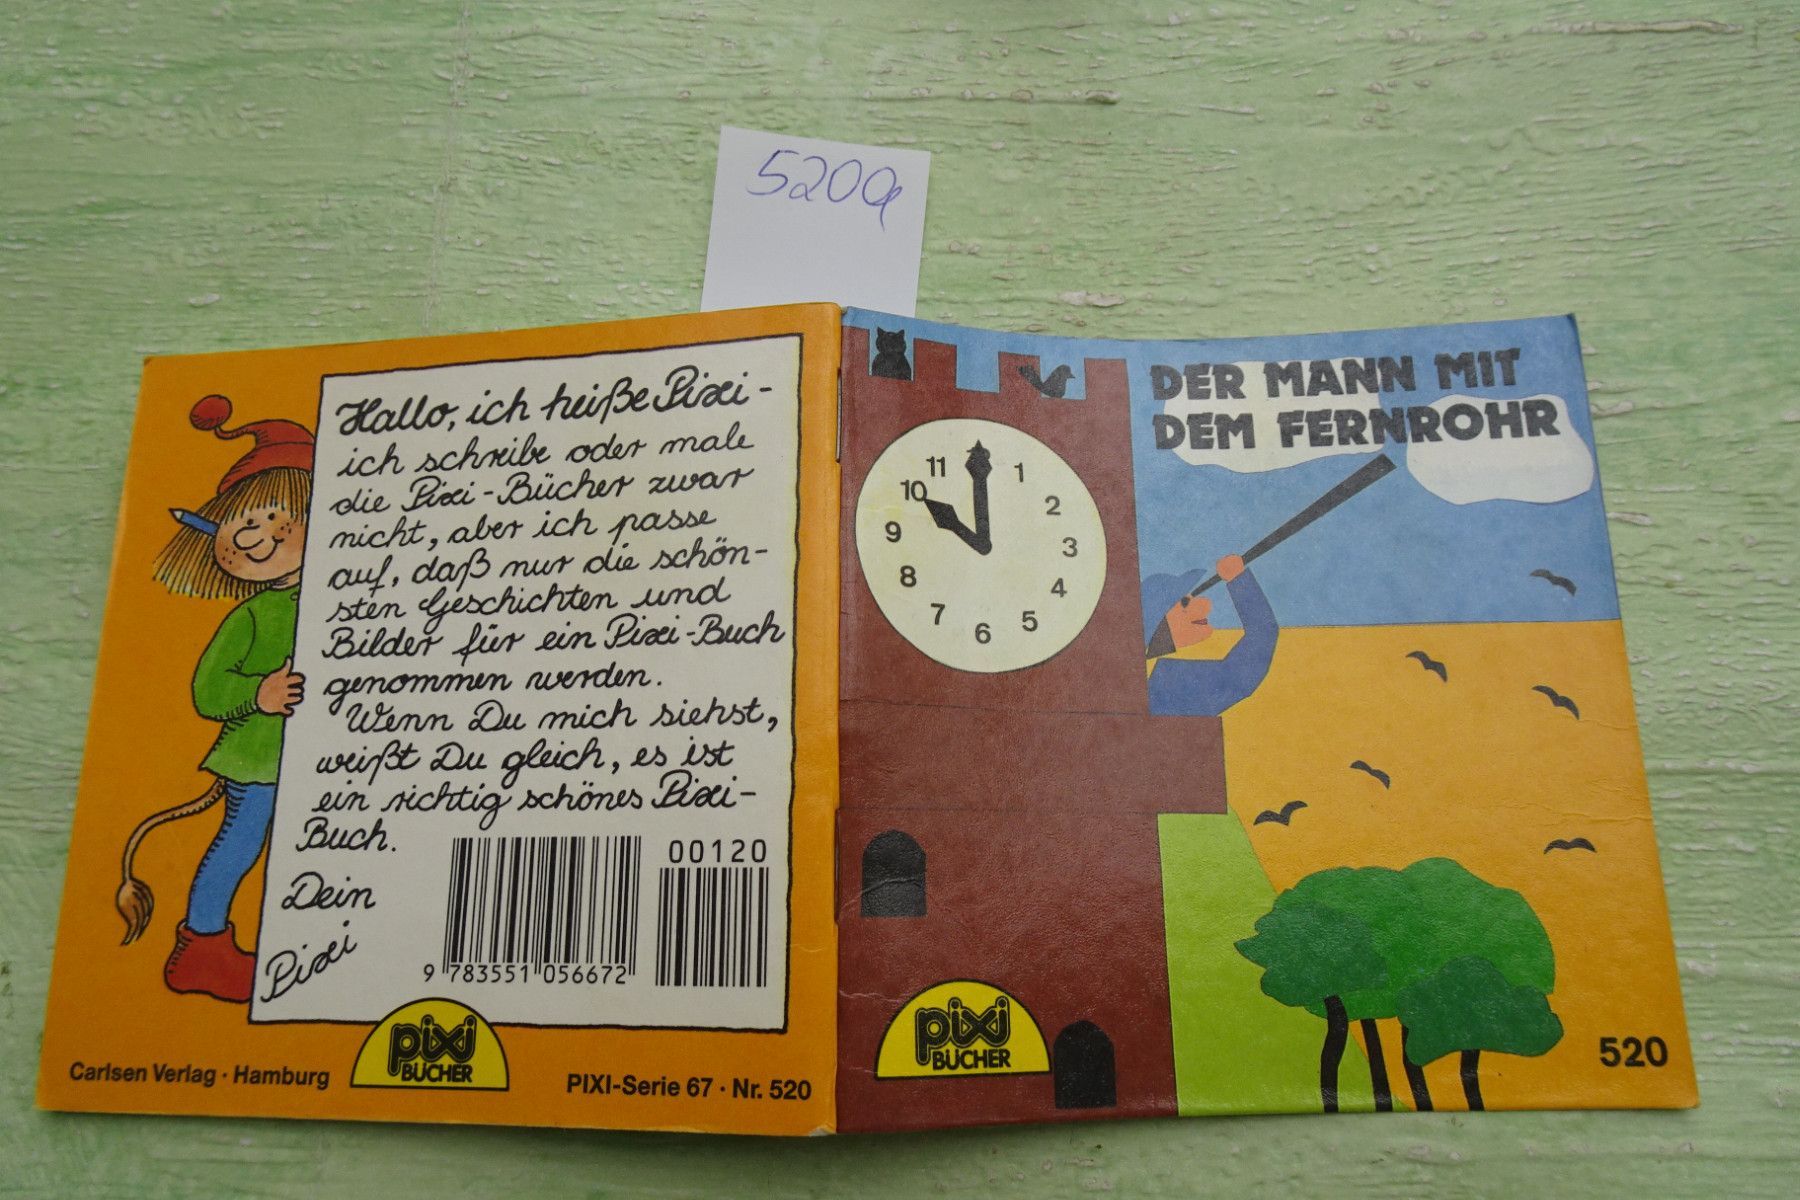 520a
Hallo, ich heiße Pixi-
ich schreibe oder male
die Pixi-Bücher zwar
nicht, aber ich passe
auf, daß nur die schön-
sten Geschichten und
Bilder für ein Pixi-Buch
genommen werden.
Wenn Du mich siehst,
weißt Du gleich, es ist
ein richtig schönes Pixi-
Buch.
Dein
Pixi
00120
9 783551 056672
pixi
BÜCHER
Carlsen Verlag · Hamburg
PIXI-Serie 67 · Nr. 520
DER MANN MIT
DEM FERNROHR
11 1
10 2
9 3
8 4
7 5
6
pixi
BÜCHER
520